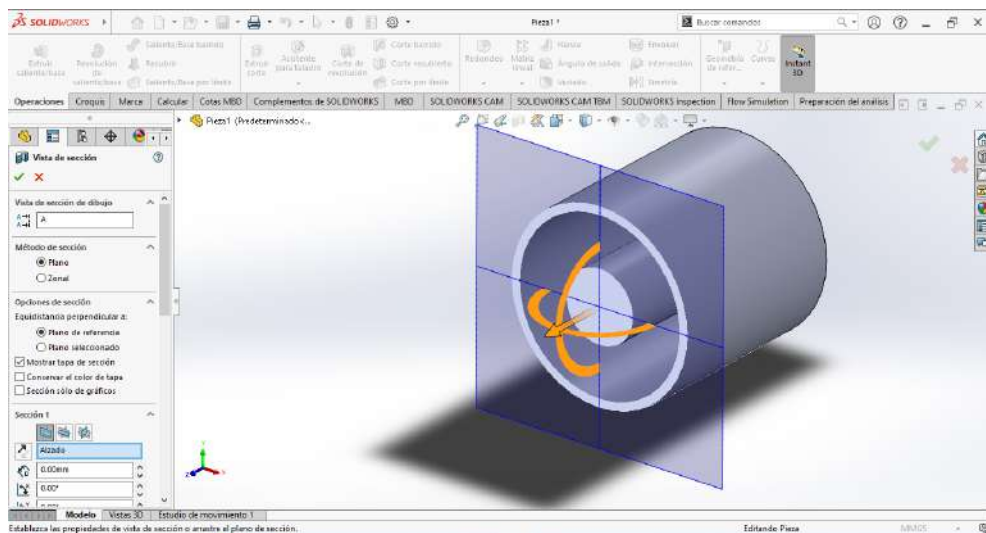 SOLIDWORKS
Pieza1 *
Buscar comandos
Extruir saliente/base
Revolución de saliente/base
Saliente/Base barrido
Recubrir
Saliente/Base por límite
Extruir corte
Asistente para taladro
Corte de revolución
Corte barrido
Corte recubierto
Corte por límite
Redondeo
Matriz lineal
Ángulo de salida
Vaciado
Envolver
Intersección
Simetría
Geometría de refer...
Curvas
Instant 3D
Operaciones
Croquis
Marca
Calcular
Cotas MBD
Complementos de SOLIDWORKS
MBD
SOLIDWORKS CAM
SOLIDWORKS CAM TBM
SOLIDWORKS Inspection
Flow Simulation
Preparación del análisis
Pieza1 (Predeterminado<...
Vista de sección
Vista de sección de dibujo
A
Método de sección
Plano
Zonal
Opciones de sección
Equidistancia perpendicular a:
Plano de referencia
Plano seleccionado
Mostrar tapa de sección
Conservar el color de tapa
Sección sólo de gráficos
Sección 1
Alzado
0.00mm
0.00°
Modelo
Vistas 3D
Estudio de movimiento 1
Establezca las propiedades de vista de sección o arrastre el plano de sección.
Editando Pieza
MMGS